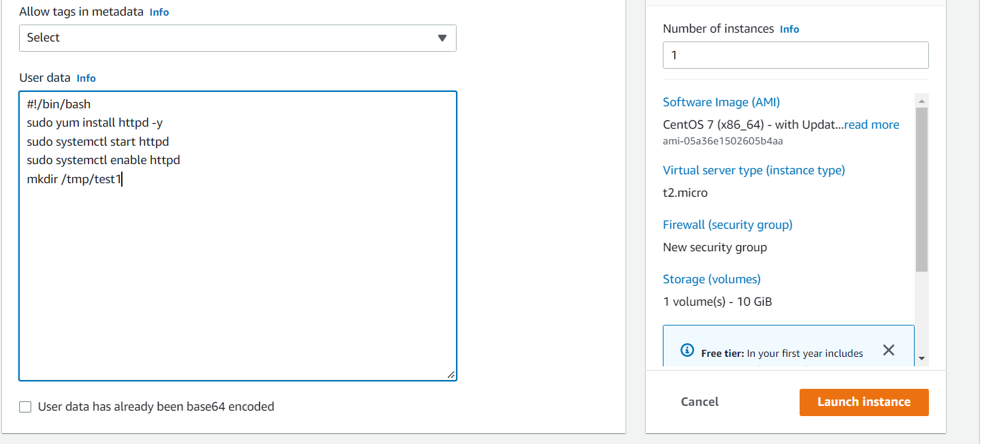 Allow tags in metadata Info
Select
User data Info
#!/bin/bash
sudo yum install httpd -y
sudo systemctl start httpd
sudo systemctl enable httpd
mkdir /tmp/test1
User data has already been base64 encoded
Number of instances Info
1
Software Image (AMI)
CentOS 7 (x86_64) - with Updat...read more
ami-05a36e1502605b4aa
Virtual server type (instance type)
t2.micro
Firewall (security group)
New security group
Storage (volumes)
1 volume(s) - 10 GiB
Free tier: In your first year includes
Cancel
Launch instance